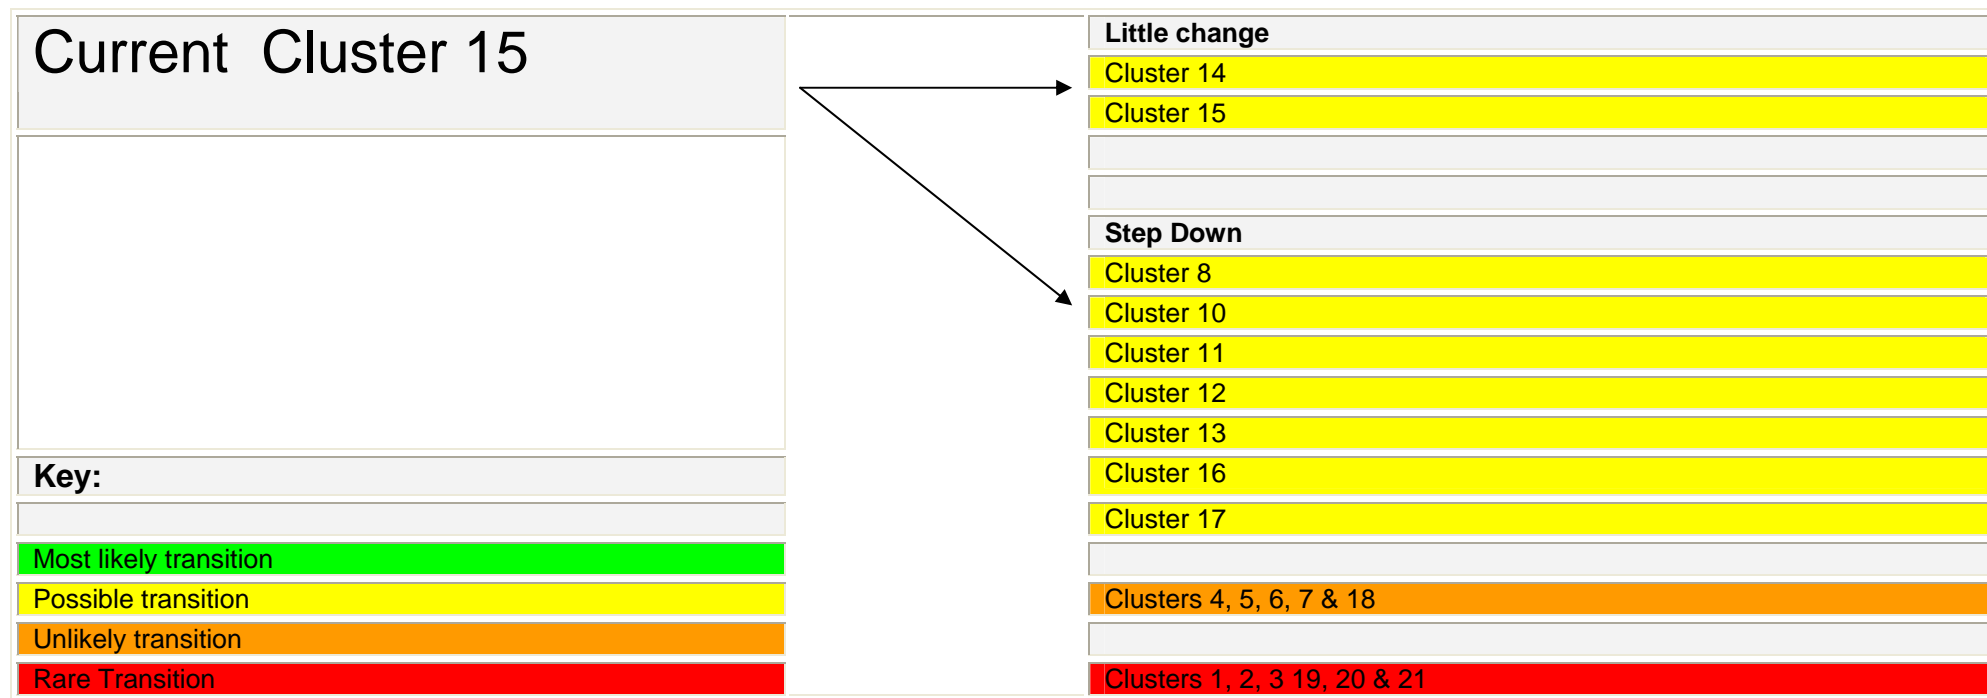 Current Cluster 15
Key:
Most likely transition
Possible transition
Unlikely transition
Rare Transition
Little change
Cluster 14
Cluster 15
Step Down
Cluster 8
Cluster 10
Cluster 11
Cluster 12
Cluster 13
Cluster 16
Cluster 17
Clusters 4, 5, 6, 7 & 18
Clusters 1, 2, 3 19, 20 & 21